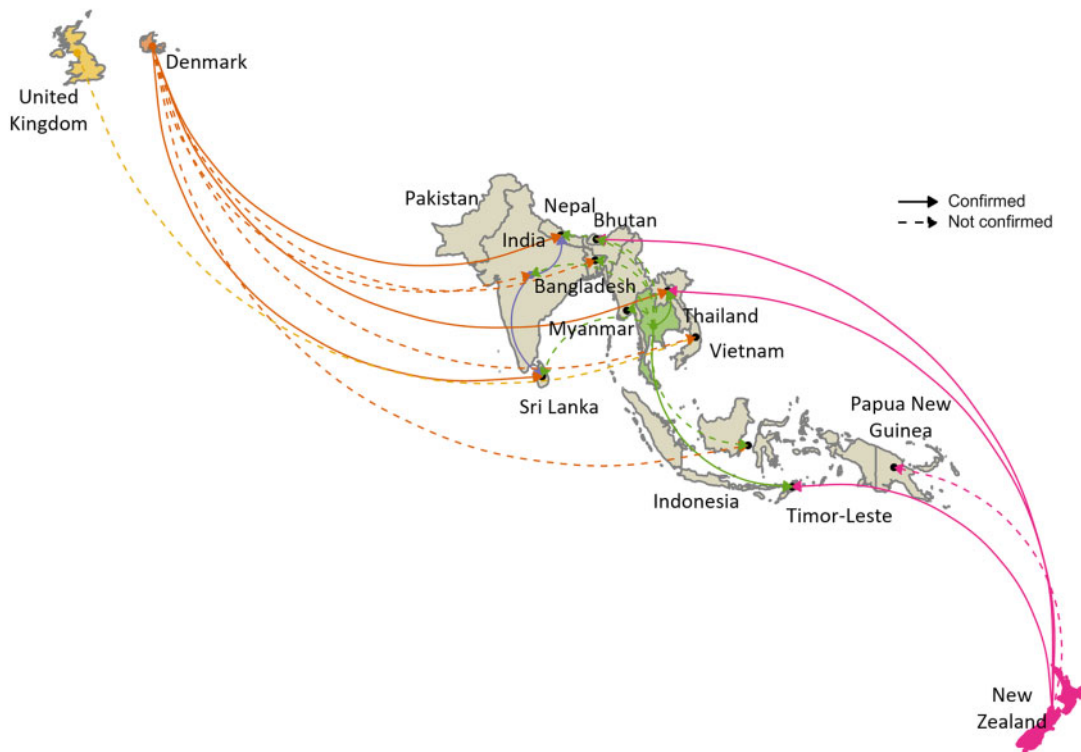 Denmark
United
Kingdom
Pakistan
Nepal
Bhutan
India
Confirmed
Not confirmed
Bangladesh
Myanmar
Thailand
Vietnam
Sri Lanka
Papua New
Guinea
Indonesia
Timor-Leste
New
Zealand